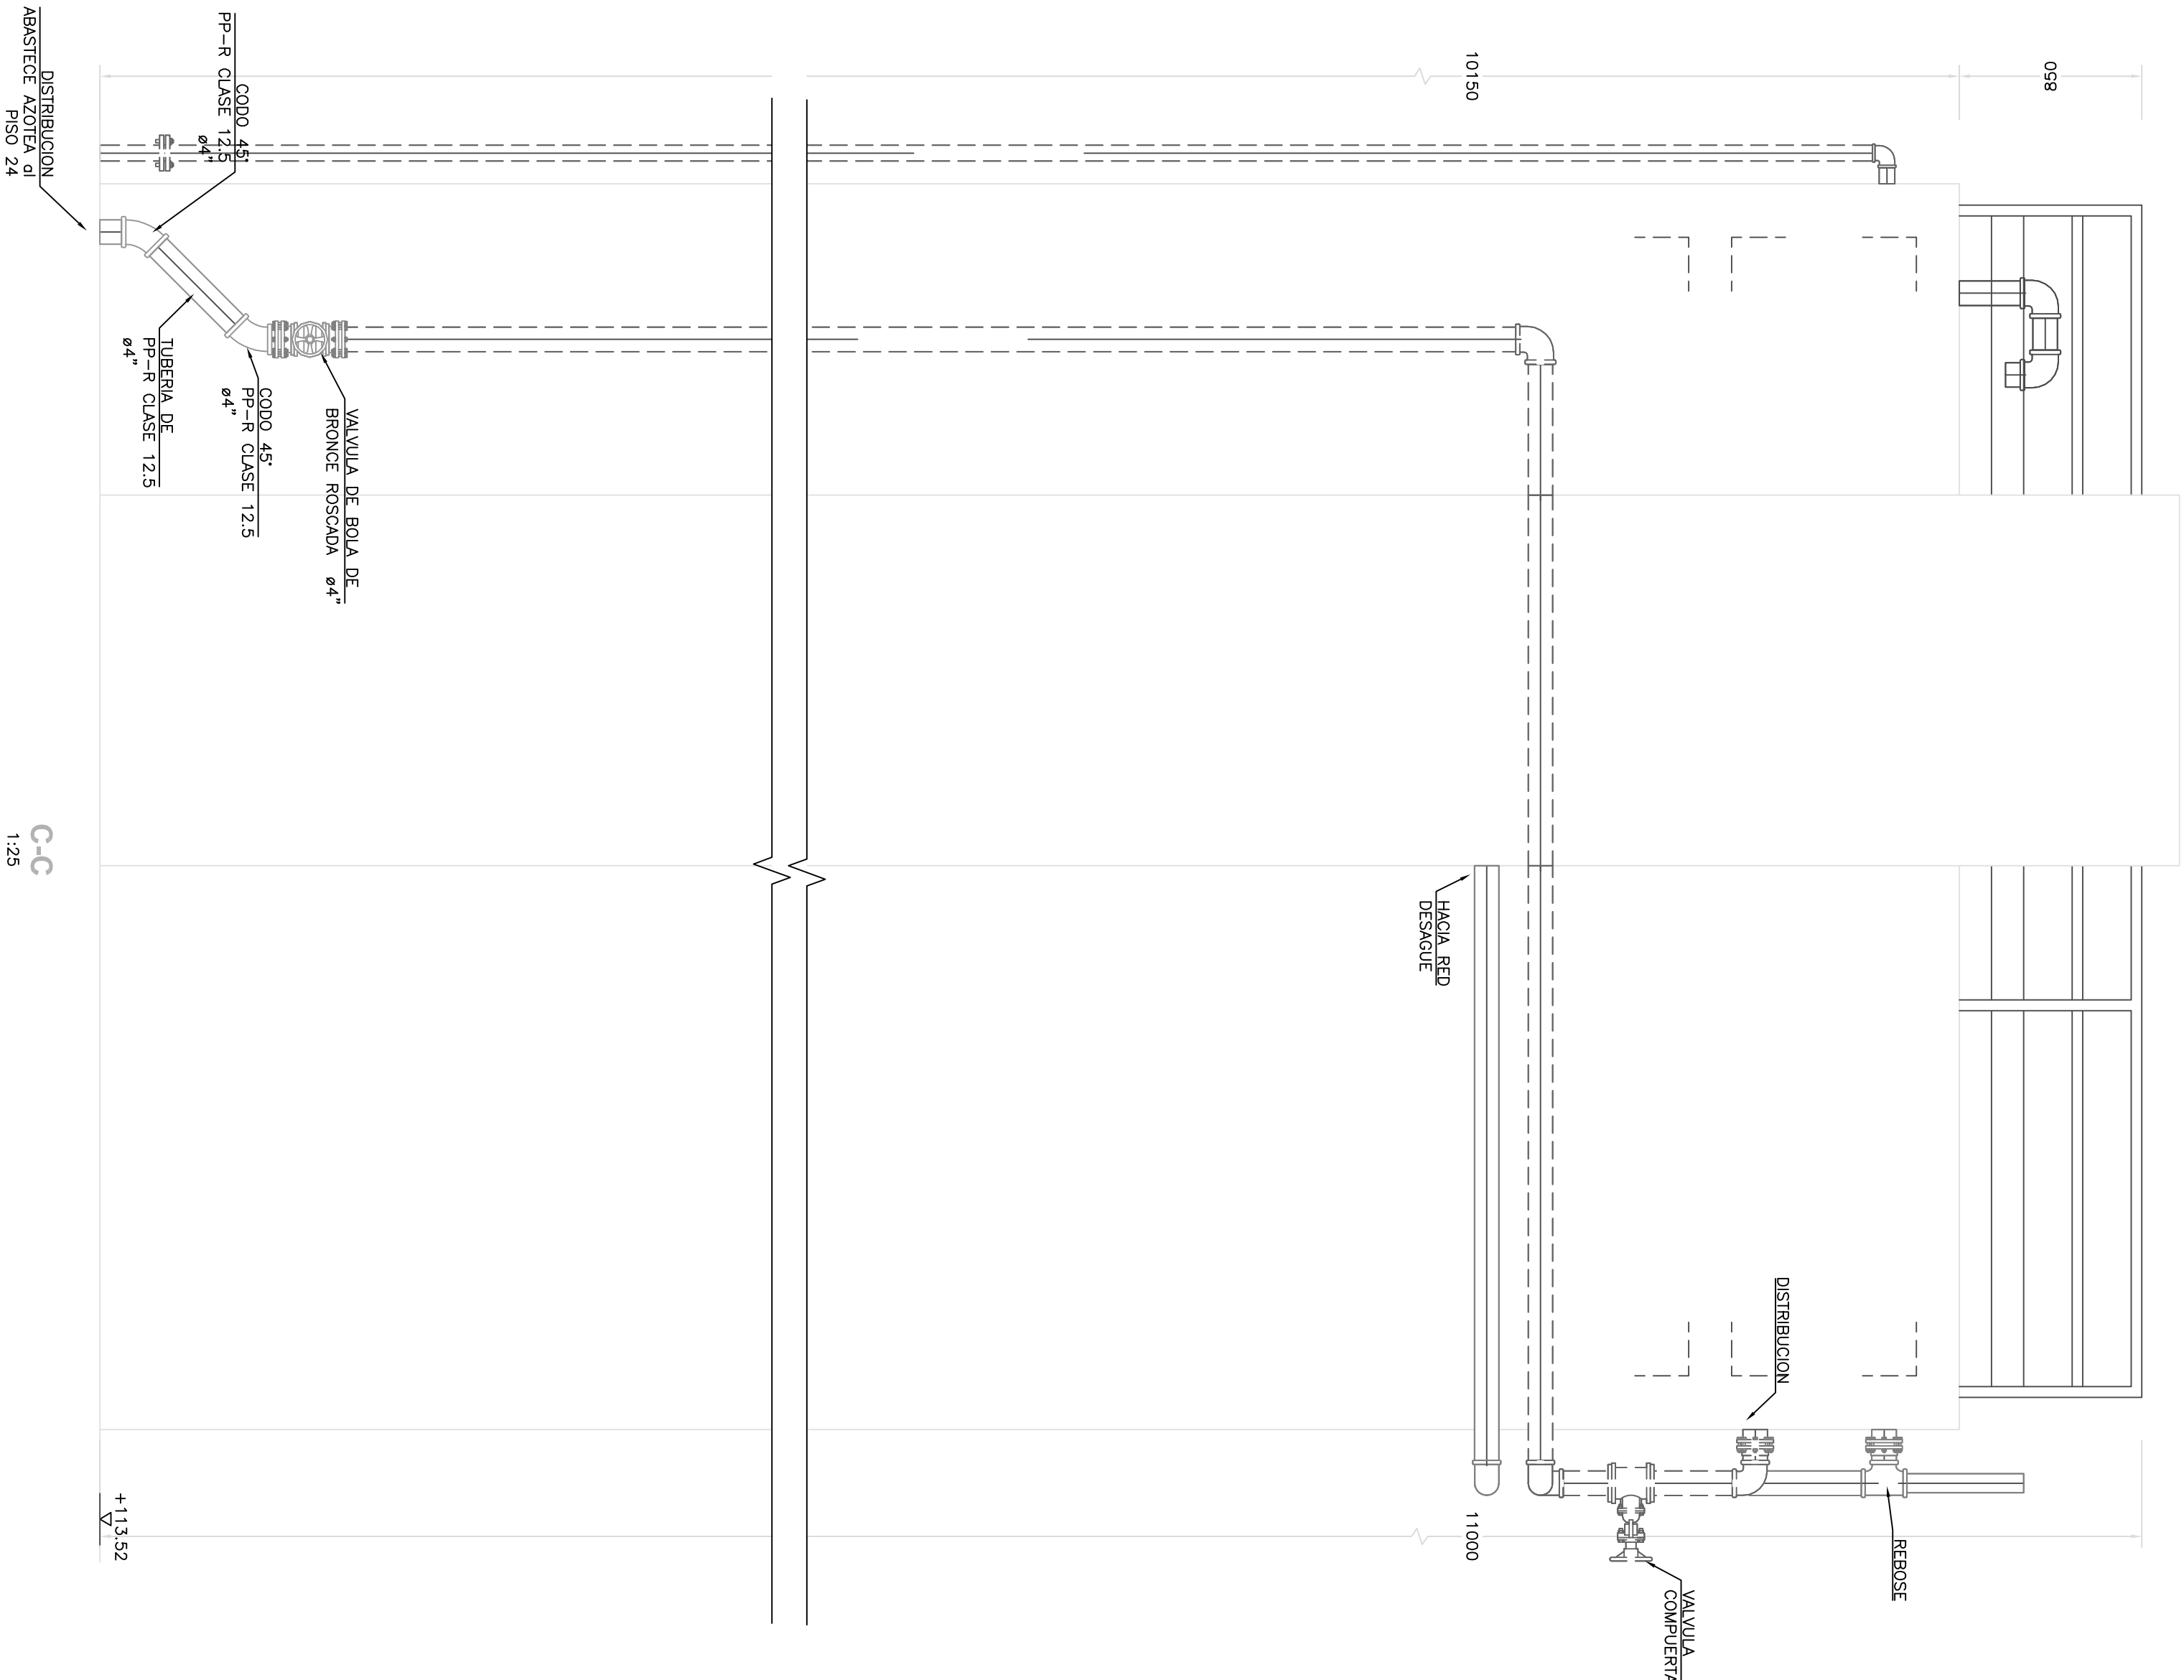 850
REBOSE
DISTRIBUCION
VALVULA
COMPUERTA
10150
11000
HACIA RED
DESAGUE
VALVULA DE BOLA DE
BRONCE ROSCADA ø4"
CODO 45°
PP-R CLASE 12.5
ø4"
CODO 45°
PP-R CLASE 12.5
ø4"
TUBERIA DE
PP-R CLASE 12.5
ø4"
+113.52
DISTRIBUCION
ABASTECE AZOTEA al
PISO 24
C-C
1:25